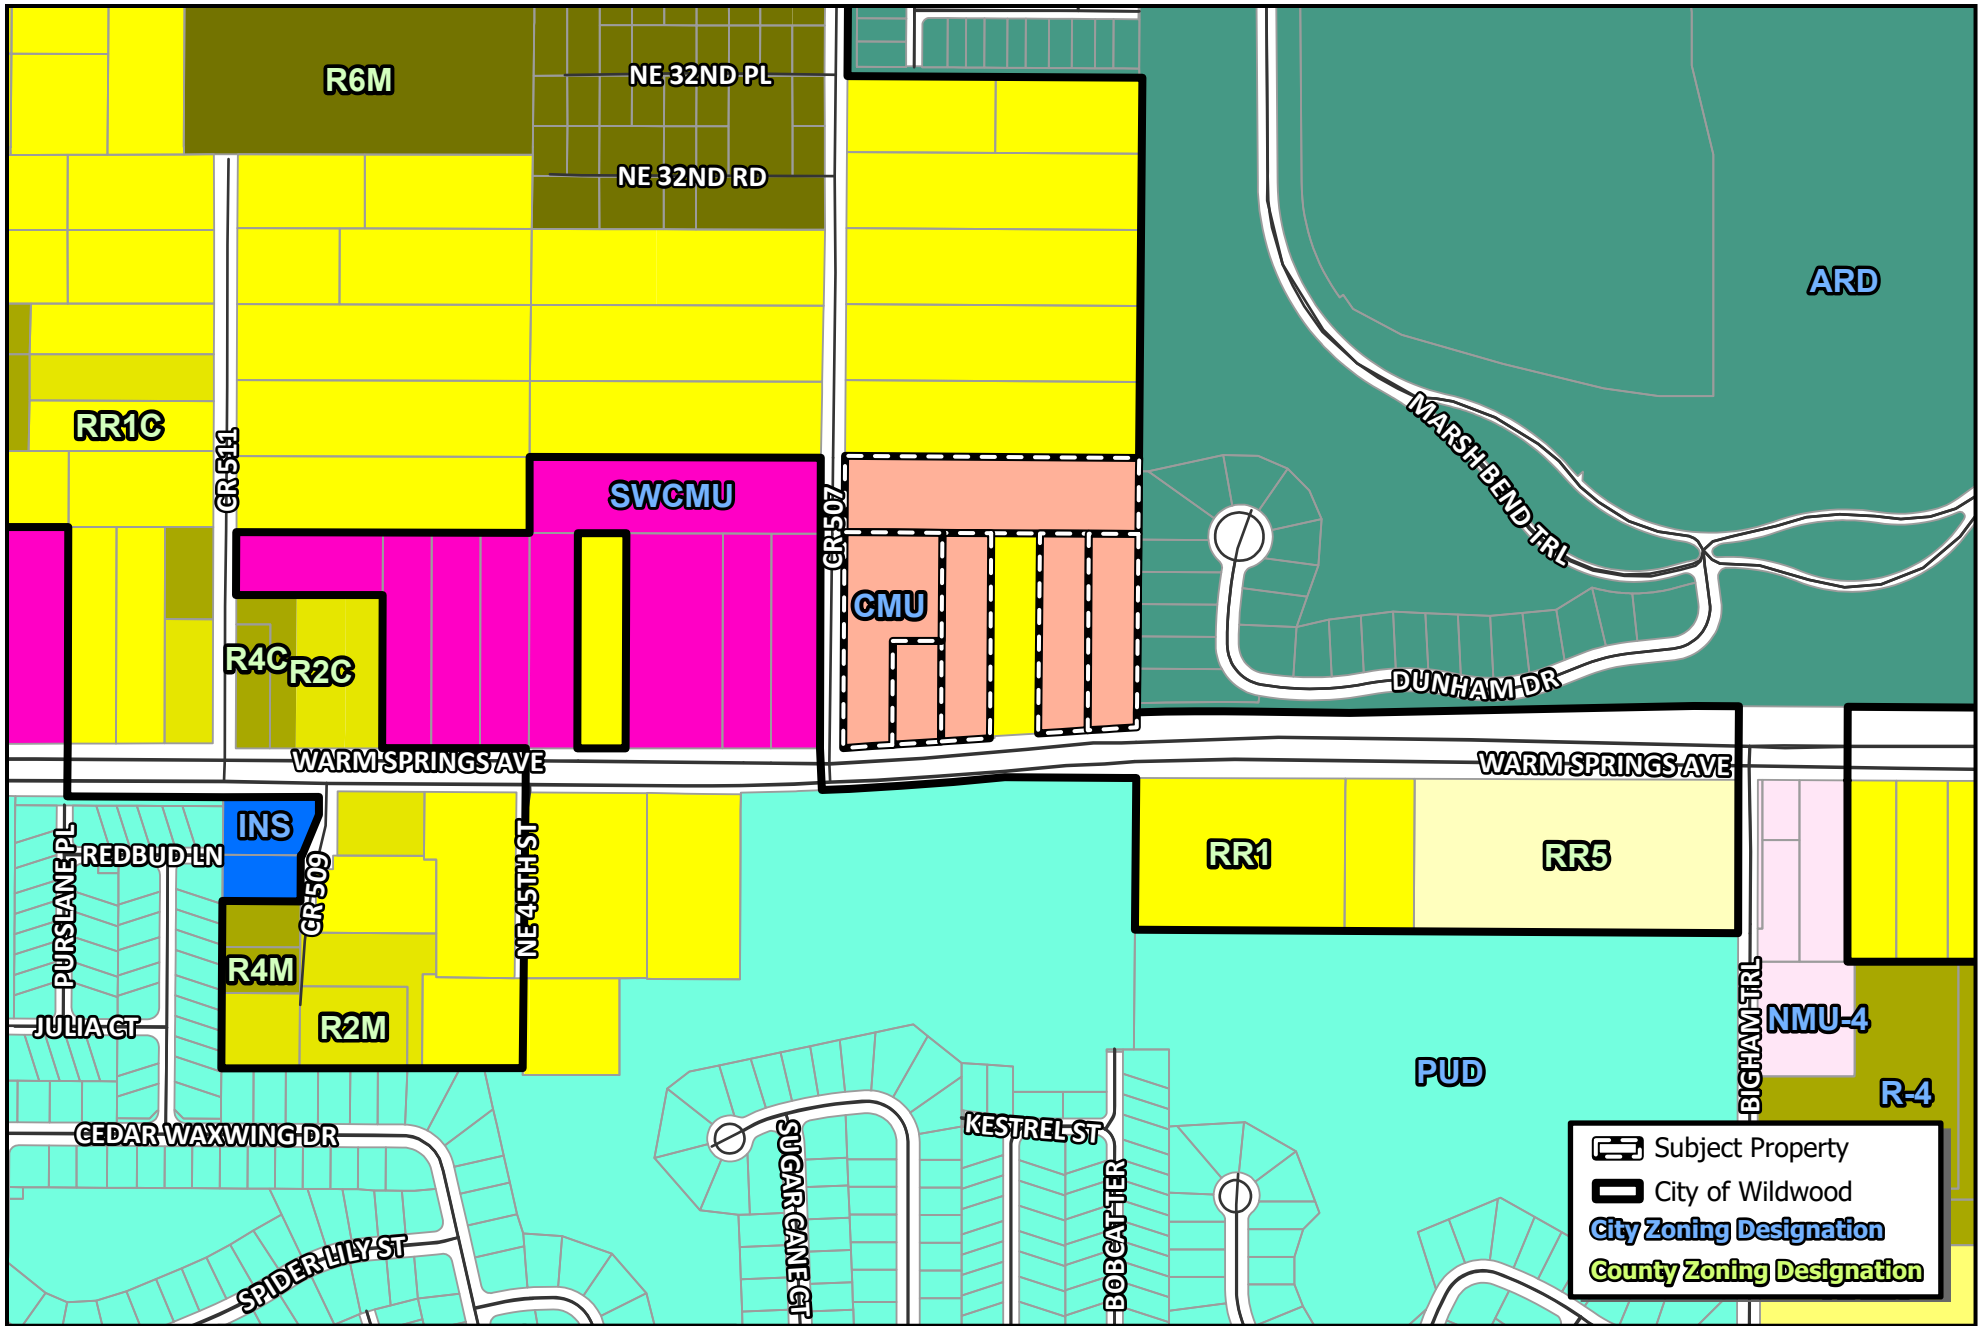 R6M
NE 32ND PL
NE 32ND RD
ARD
RR1C
CR 511
MARSH BEND TRL
SWCMU
CR 507
CMU
R4C
R2C
DUNHAM DR
WARM SPRINGS AVE
WARM SPRINGS AVE
INS
PURSLANE PL
REDBUD LN
CR 509
NE 45TH ST
RR1
RR5
R4M
R2M
JULIA CT
BIGHAM TRL
NMU-4
PUD
R-4
CEDAR WAXWING DR
SUGAR CANE CT
KESTREL ST
BOBCAT TER
SPIDER LILY ST
Subject Property
City of Wildwood
City Zoning Designation
County Zoning Designation